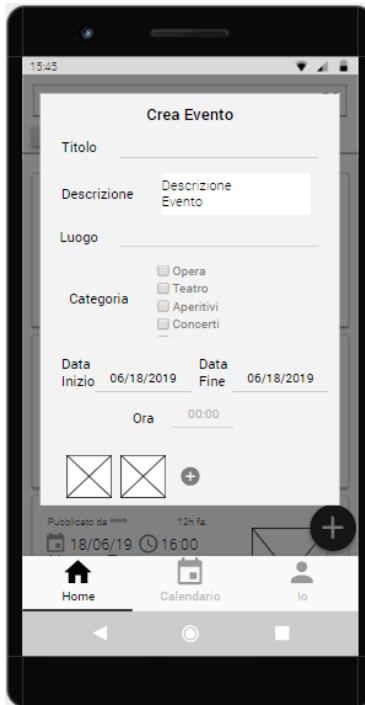 15:45
Crea Evento
Titolo
Descrizione
Descrizione
Evento
Luogo
Categoria
Opera
Teatro
Aperitivi
Concerti
Data
Inizio
06/18/2019
Data
Fine
06/18/2019
Ora
00:00
Pubblicato da ****
12h fa.
18/06/19
16:00
Home
Calendario
Io